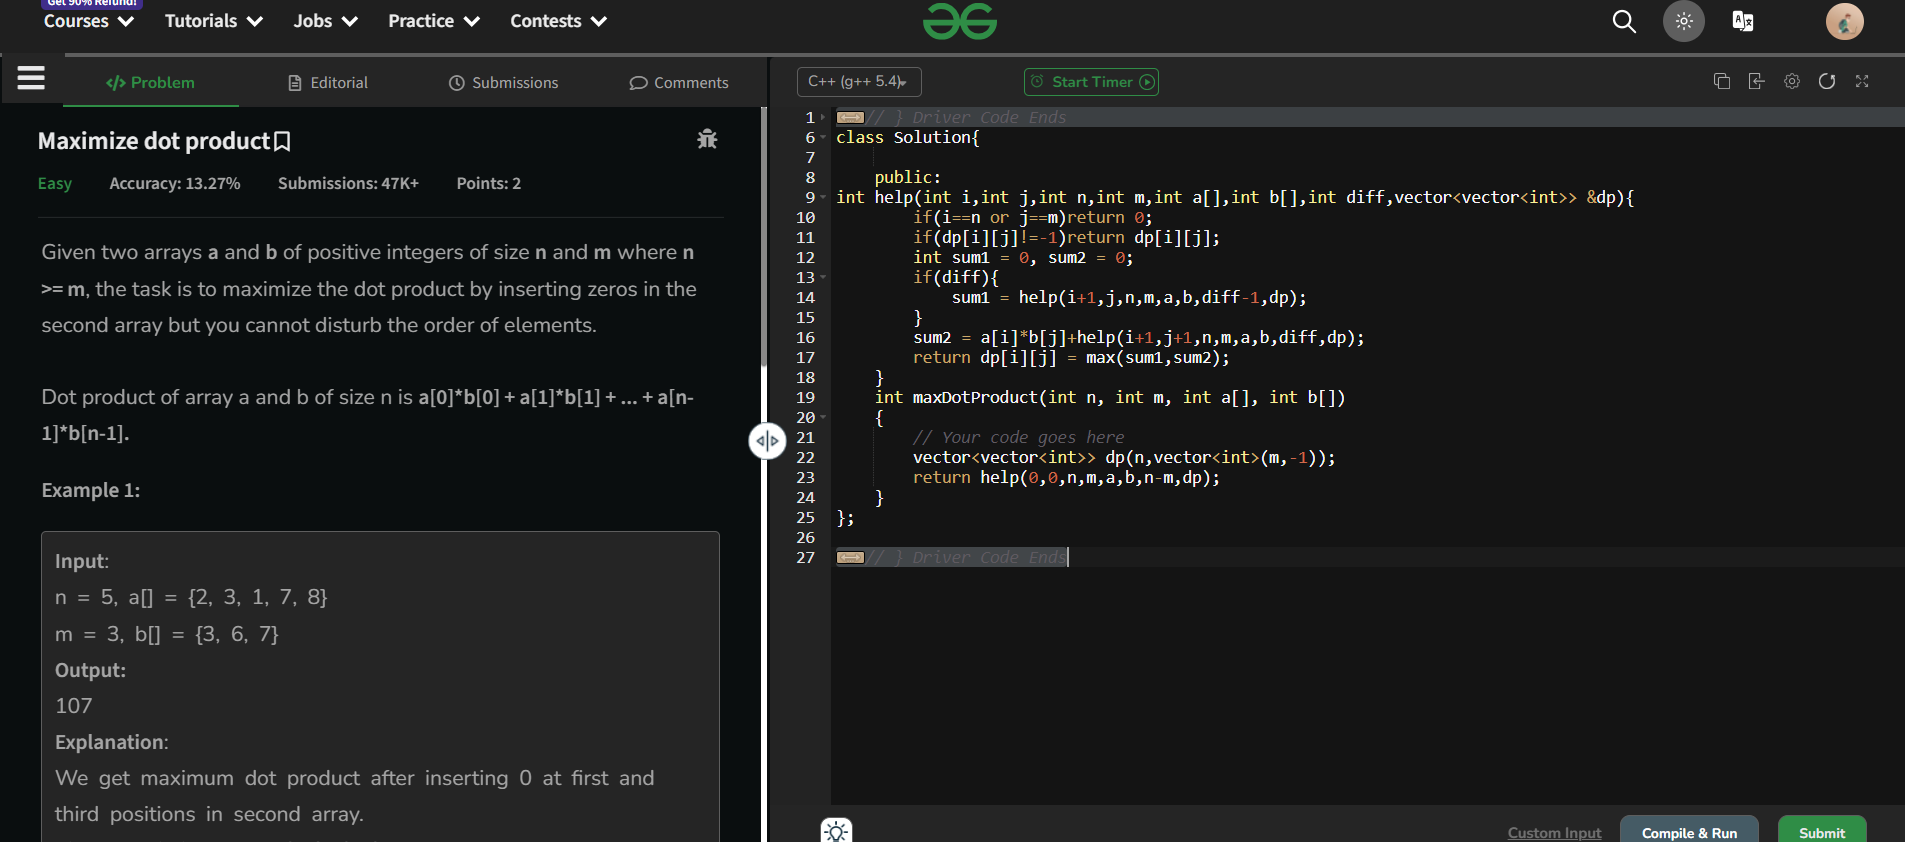 Get 90% Refund!
Courses Tutorials Jobs Practice Contests
Problem Editorial Submissions Comments
C++ (g++ 5.4) Start Timer
Maximize dot product
Easy Accuracy: 13.27% Submissions: 47K+ Points: 2
Given two arrays a and b of positive integers of size n and m where n
>= m, the task is to maximize the dot product by inserting zeros in the
second array but you cannot disturb the order of elements.
Dot product of array a and b of size n is a[0]*b[0] + a[1]*b[1] + ... + a[n-
1]*b[n-1].
Example 1:
Input:
n = 5, a[] = {2, 3, 1, 7, 8}
m = 3, b[] = {3, 6, 7}
Output:
107
Explanation:
We get maximum dot product after inserting 0 at first and
third positions in second array.
1 // } Driver Code Ends
6 class Solution{
7
8 public:
9 int help(int i,int j,int n,int m,int a[],int b[],int diff,vector<vector<int>> &dp){
10 if(i==n or j==m)return 0;
11 if(dp[i][j]!=-1)return dp[i][j];
12 int sum1 = 0, sum2 = 0;
13 if(diff){
14 sum1 = help(i+1,j,n,m,a,b,diff-1,dp);
15 }
16 sum2 = a[i]*b[j]+help(i+1,j+1,n,m,a,b,diff,dp);
17 return dp[i][j] = max(sum1,sum2);
18 }
19 int maxDotProduct(int n, int m, int a[], int b[])
20 {
21 // Your code goes here
22 vector<vector<int>> dp(n,vector<int>(m,-1));
23 return help(0,0,n,m,a,b,n-m,dp);
24 }
25 };
26
27 // } Driver Code Ends
Custom Input Compile & Run Submit